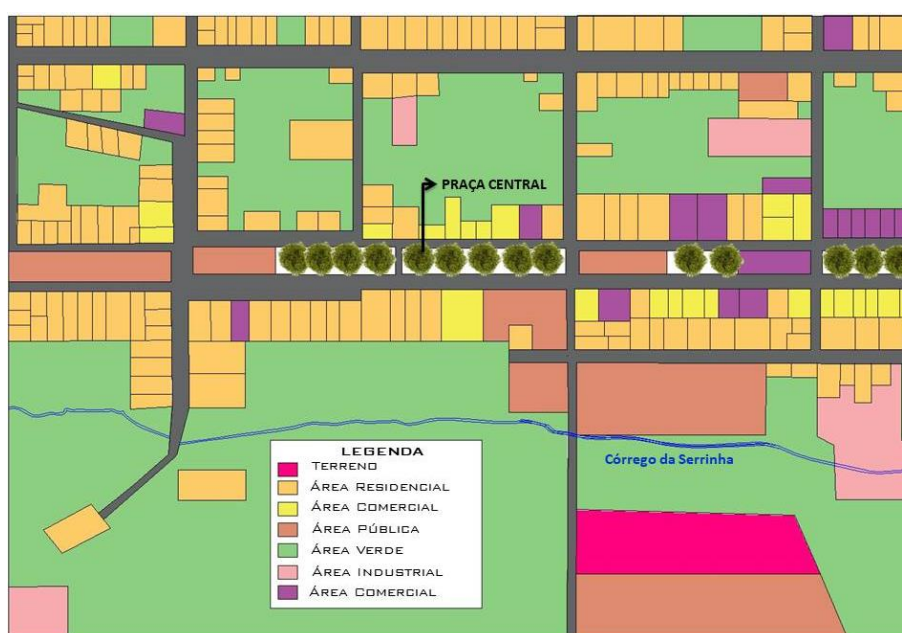 PRAÇA CENTRAL
Córrego da Serrinha
LEGENDA
TERRENO
ÁREA RESIDENCIAL
ÁREA COMERCIAL
ÁREA PÚBLICA
ÁREA VERDE
ÁREA INDUSTRIAL
ÁREA COMERCIAL